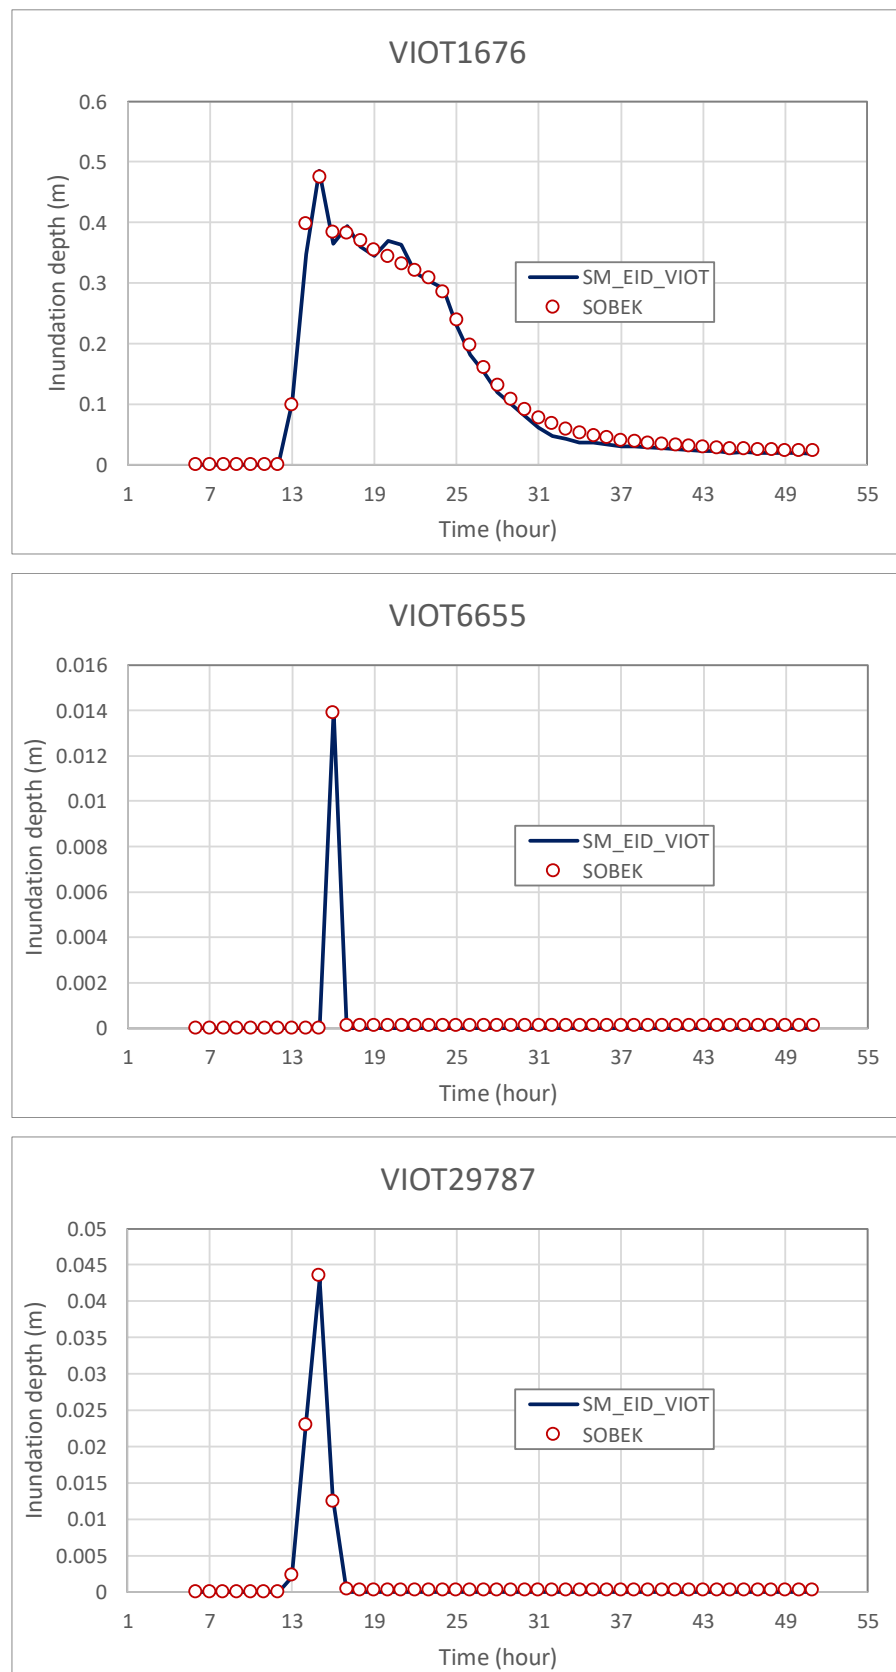 VIOT1676
0.6
0.5
0.4
0.3
0.2
0.1
0
Inundation depth (m)
SM_EID_VIOT
SOBEK
1 7 13 19 25 31 37 43 49 55
Time (hour)
VIOT6655
0.016
0.014
0.012
0.01
0.008
0.006
0.004
0.002
0
Inundation depth (m)
SM_EID_VIOT
SOBEK
1 7 13 19 25 31 37 43 49 55
Time (hour)
VIOT29787
0.05
0.045
0.04
0.035
0.03
0.025
0.02
0.015
0.01
0.005
0
Inundation depth (m)
SM_EID_VIOT
SOBEK
1 7 13 19 25 31 37 43 49 55
Time (hour)